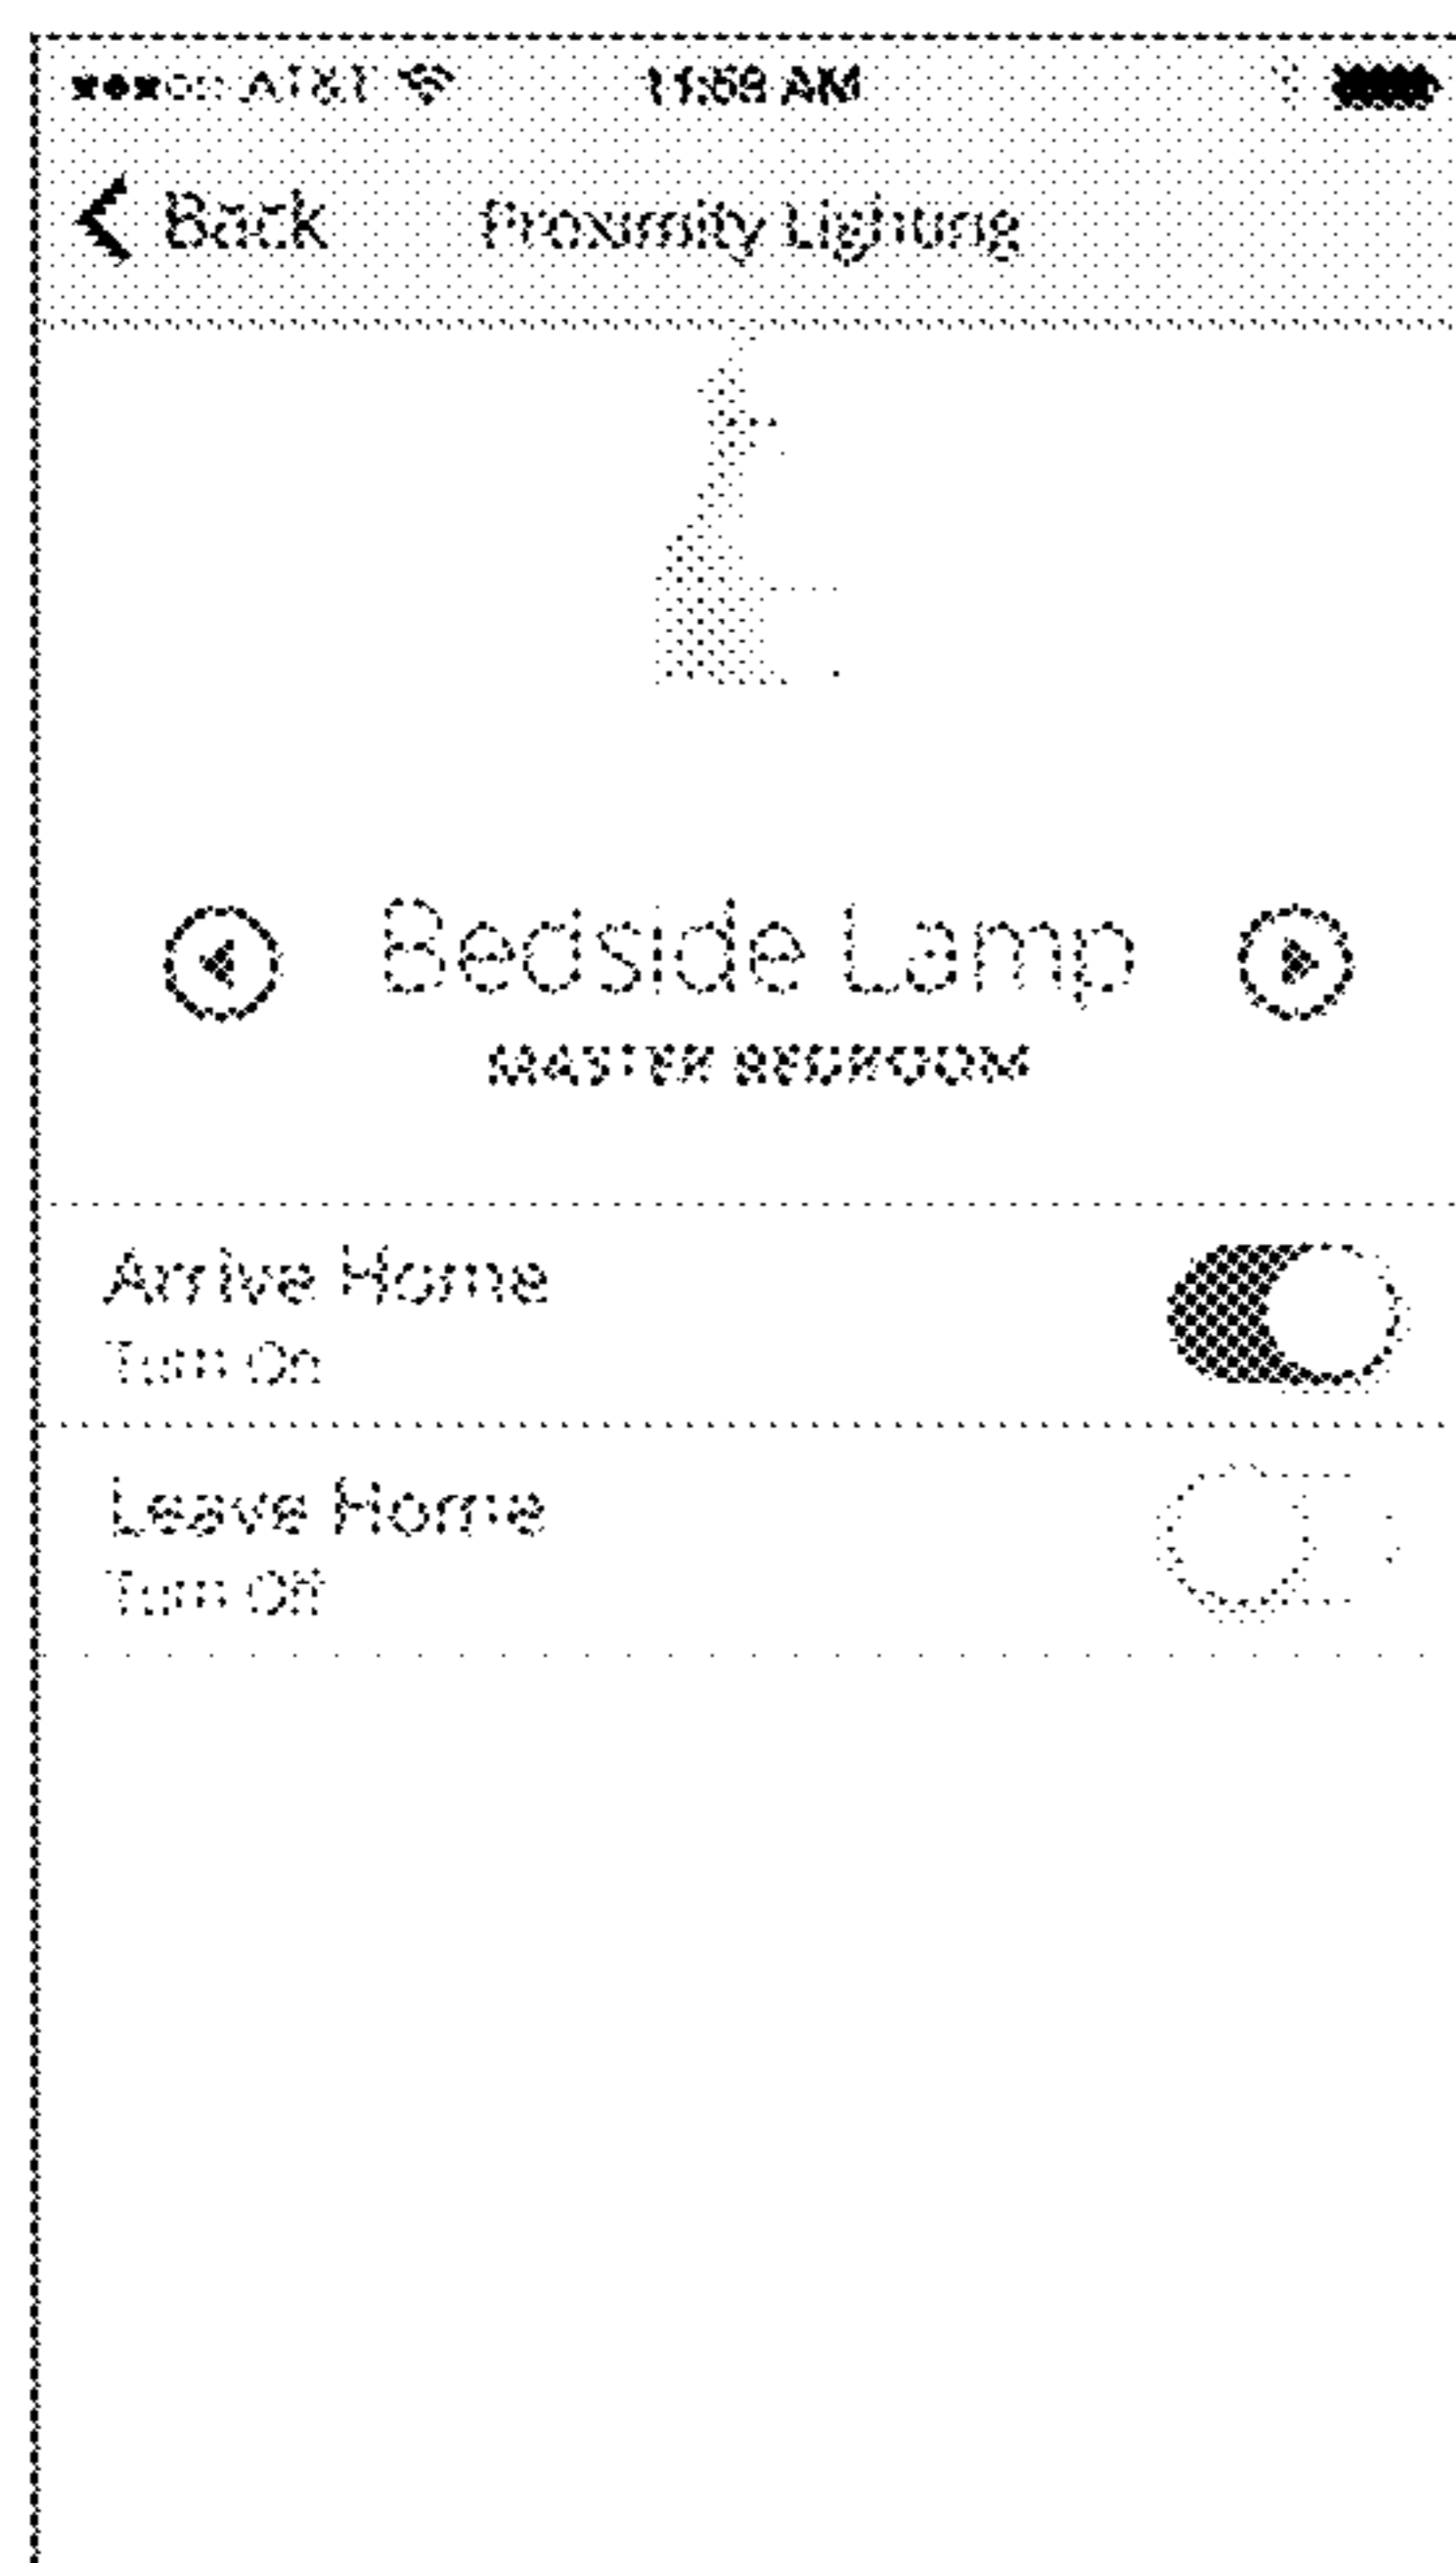 AT&T 11:59 AM
Back Proximity Lighting
Bedside Lamp
MASTER BEDROOM
Arrive Home
Turn On
Leave Home
Turn Off